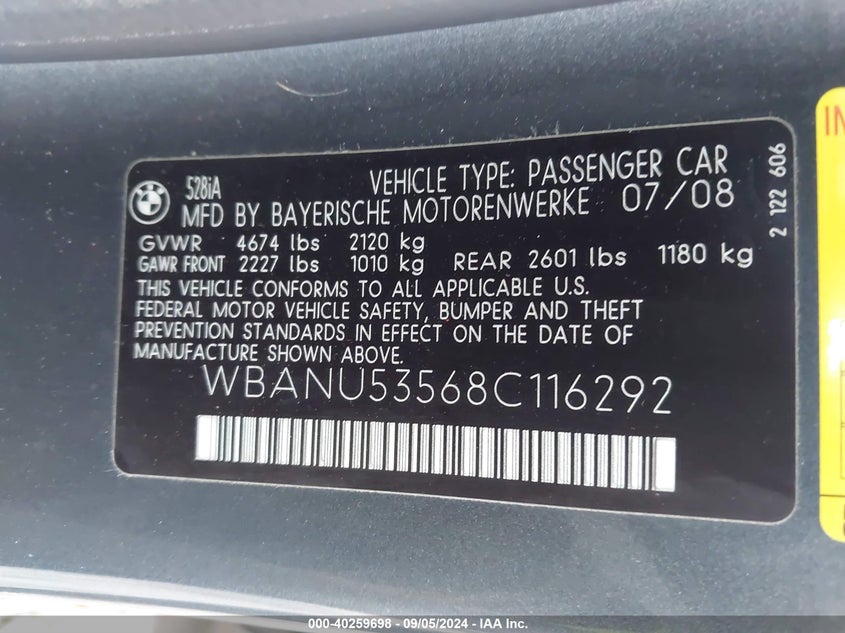 528iA VEHICLE TYPE: PASSENGER CAR
MFD BY BAYERISCHE MOTORENWERKE 07/08
GVWR 4674 lbs 2120 kg
GAWR FRONT 2227 lbs 1010 kg REAR 2601 lbs 1180 kg
THIS VEHICLE CONFORMS TO ALL APPLICABLE U.S.
FEDERAL MOTOR VEHICLE SAFETY, BUMPER AND THEFT
PREVENTION STANDARDS IN EFFECT ON THE DATE OF
MANUFACTURE SHOWN ABOVE.
WBANU53568C116292
2 122 606
BMW
000-40259698 - 09/05/2024 - IAA Inc.